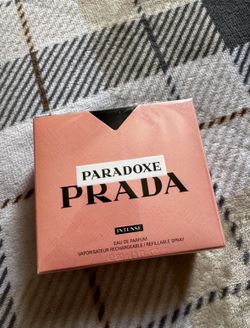 PARADOXE
PRADA
INTENSE
EAU DE PARFUM
VAPORISATEUR RECHARGEABLE / REFILLABLE SPRAY